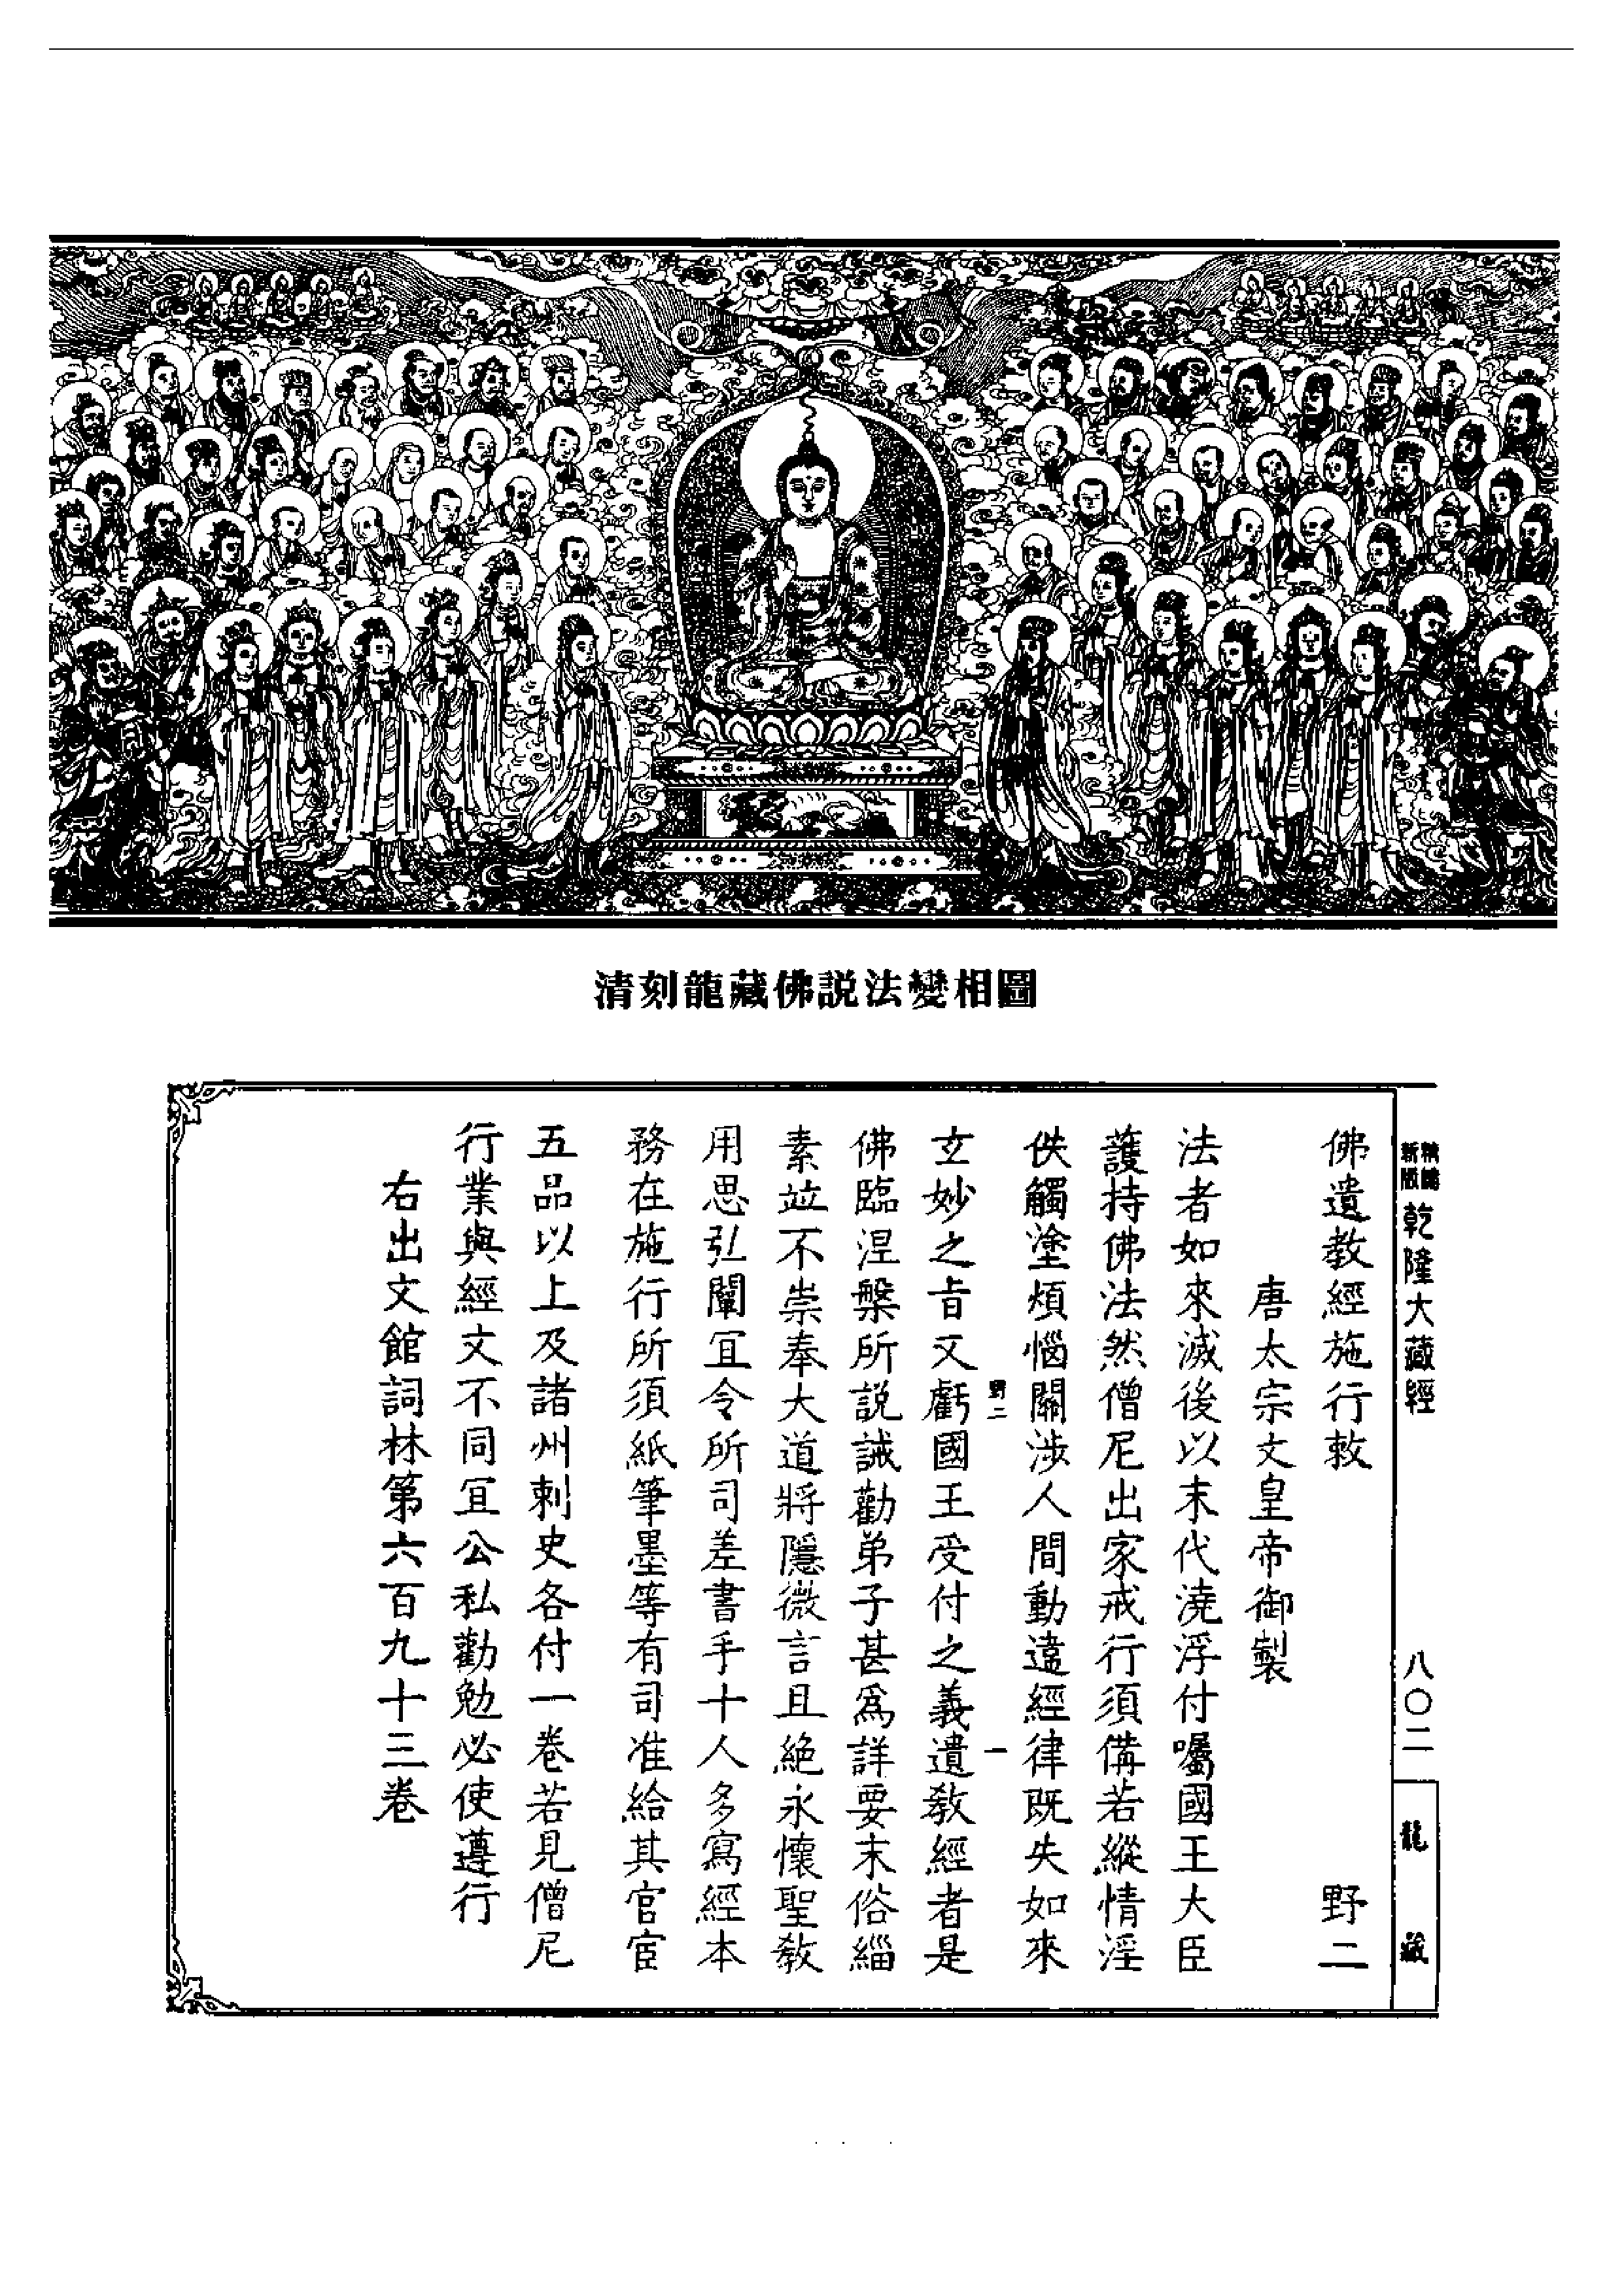 清刻龍藏佛説法變相圖
新版
精編
乾隆大藏經
八〇二
龍藏
佛遺教經施行敕
野二
唐太宗文皇帝御製
法者如來滅後以末代澆浮付囑國王大臣
護持佛法然僧尼出家戒行須備若縱情淫
佚觸塗煩惱關涉人間動違經律既失如來
野二
一
玄妙之旨又虧國王受付之義遺教經者是
佛臨涅槃所説誡勸弟子甚為詳要末俗緇
素竝不崇奉大道將隱微言且絕永懷聖教
用思弘闡宜令所司差書手十人多寫經本
務在施行所須紙筆墨等有司准給其官宦
五品以上及諸州刺史各付一卷若見僧尼
行業與經文不同宜公私勸勉必使遵行
右出文館詞林第六百九十三卷